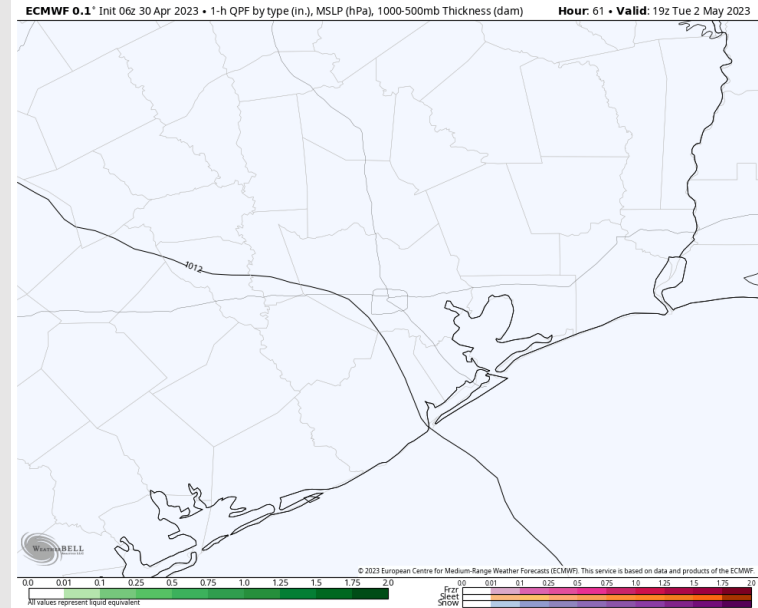 ECMWF 0.1° Init 06z 30 Apr 2023 • 1-h QPF by type (in.), MSLP (hPa), 1000-500mb Thickness (dam) Hour: 61 • Valid: 19z Tue 2 May 2023
1012
WEATHERBELL
© 2023 European Centre for Medium-Range Weather Forecasts (ECMWF). This service is based on data and products of the ECMWF.
0.0 0.01 0.1 0.25 0.5 0.75 1.0 1.25 1.5 1.75 2.0
All values represent liquid equivalent
0.0 0.01 0.1 0.25 0.5 0.75 1.0 1.25 1.5 1.75 2.0
Frzr
Sleet
Snow